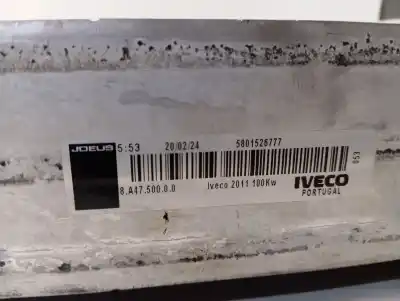 JDEUS 5:53 20/02/24 5801526777
053
8.A47.500.0.0 Iveco 2011 100Kw IVECO
PORTUGAL